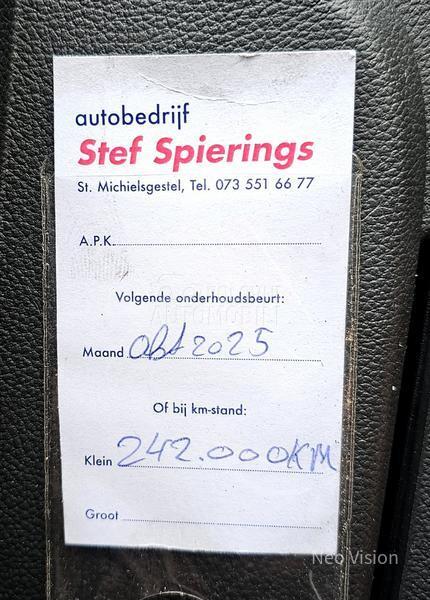 autobedrijf
Stef Spierings
St. Michielsgestel, Tel. 073 551 66 77
A.P.K.
Volgende onderhoudsbeurt:
Maand okt 2025
Of bij km-stand:
Klein 242.000KM
Groot
Neo Vision